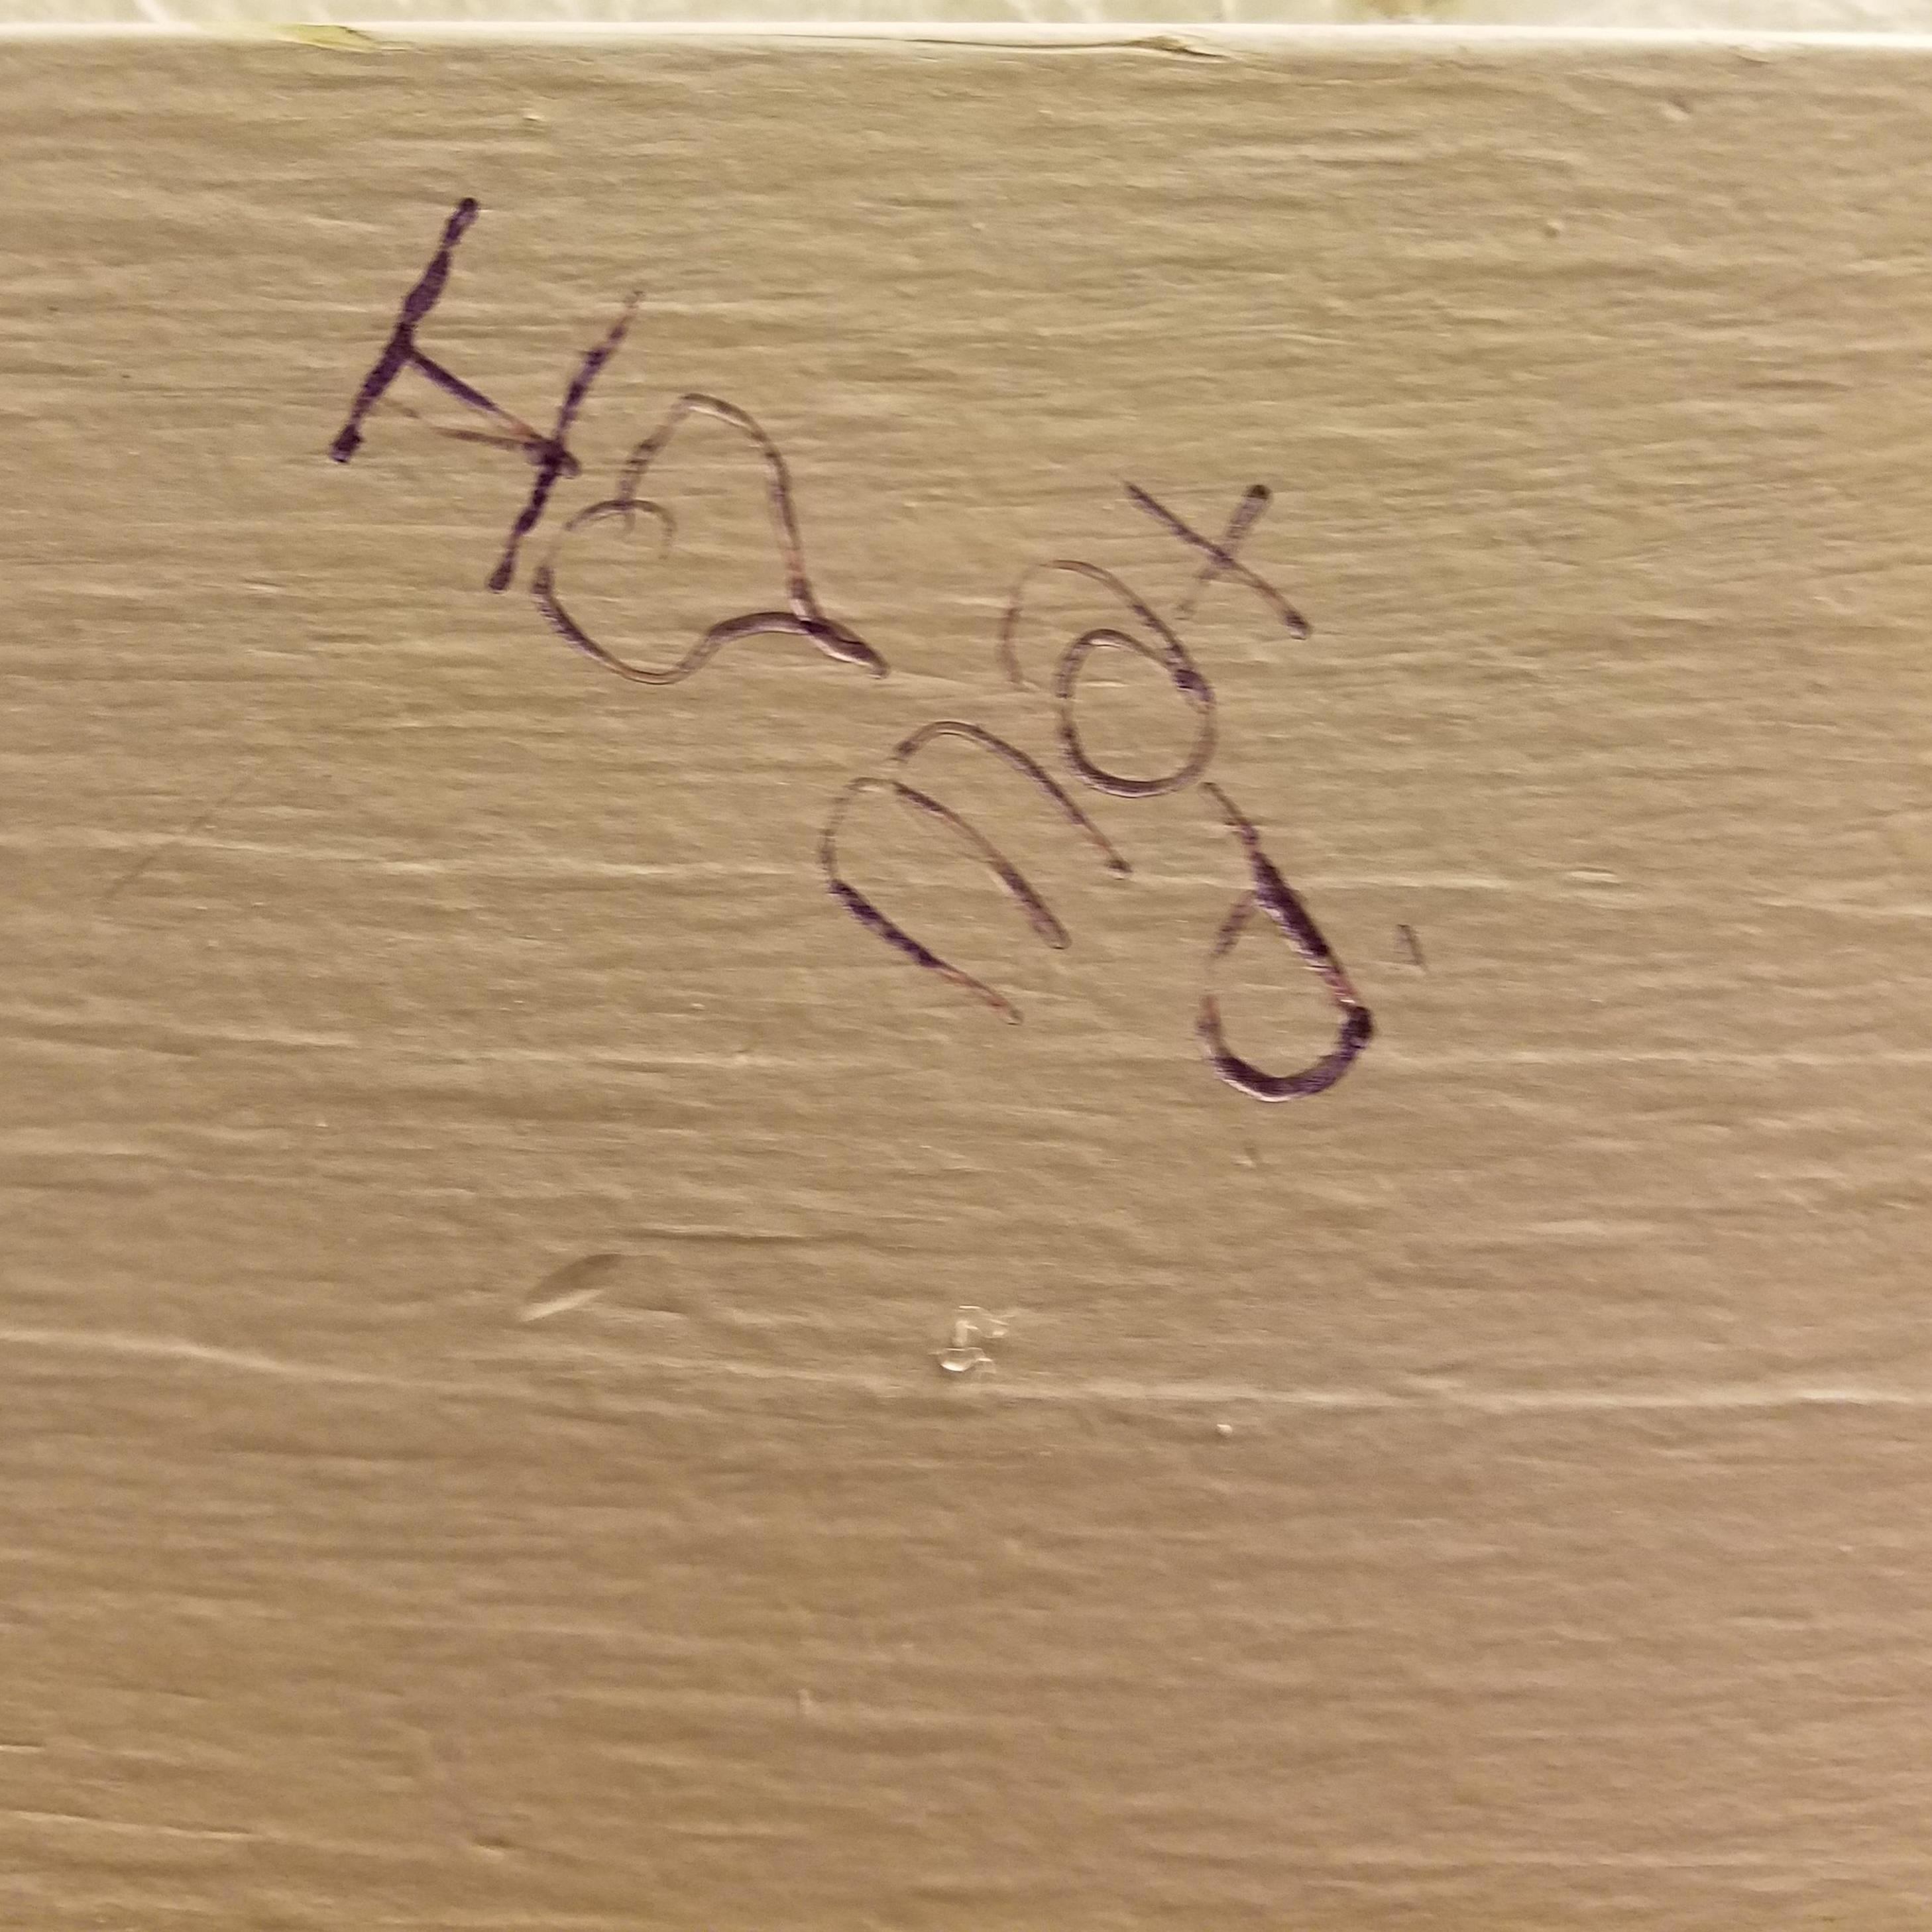 I ♡ max